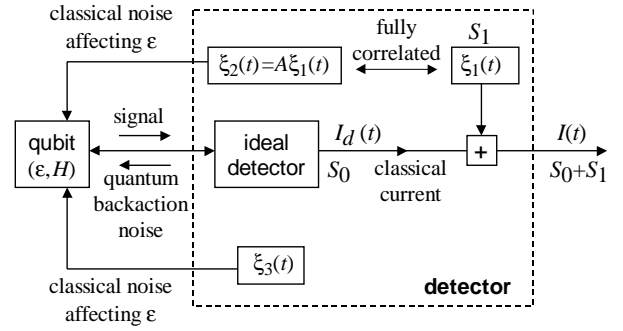 classical noise
affecting ε
fully
correlated
S1
ξ2(t)=Aξ1(t)
ξ1(t)
signal
qubit
(ε,H)
ideal
detector
Id(t)
S0
+
I(t)
S0+S1
classical
current
quantum
backaction
noise
ξ3(t)
classical noise
affecting ε
detector